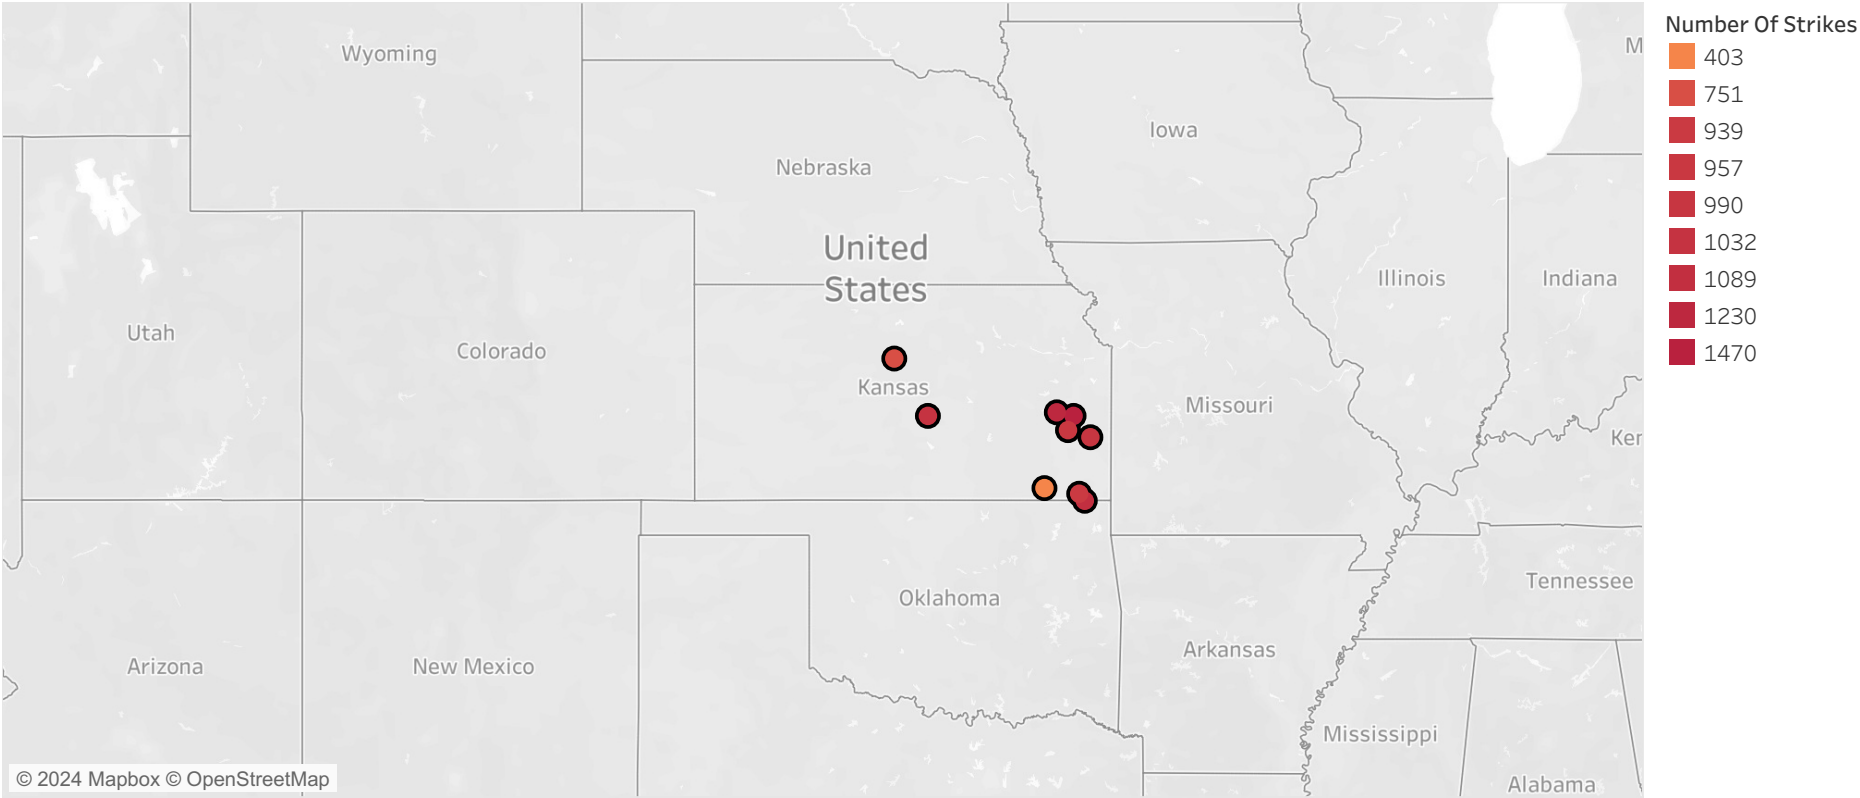 Number Of Strikes
403
751
939
957
990
1032
1089
1230
1470
Wyoming
M
Iowa
Nebraska
United
States
Illinois
Indiana
Utah
Colorado
Kansas
Missouri
Ker
Oklahoma
Tennessee
Arkansas
Arizona
New Mexico
Mississippi
Alabama
© 2024 Mapbox © OpenStreetMap